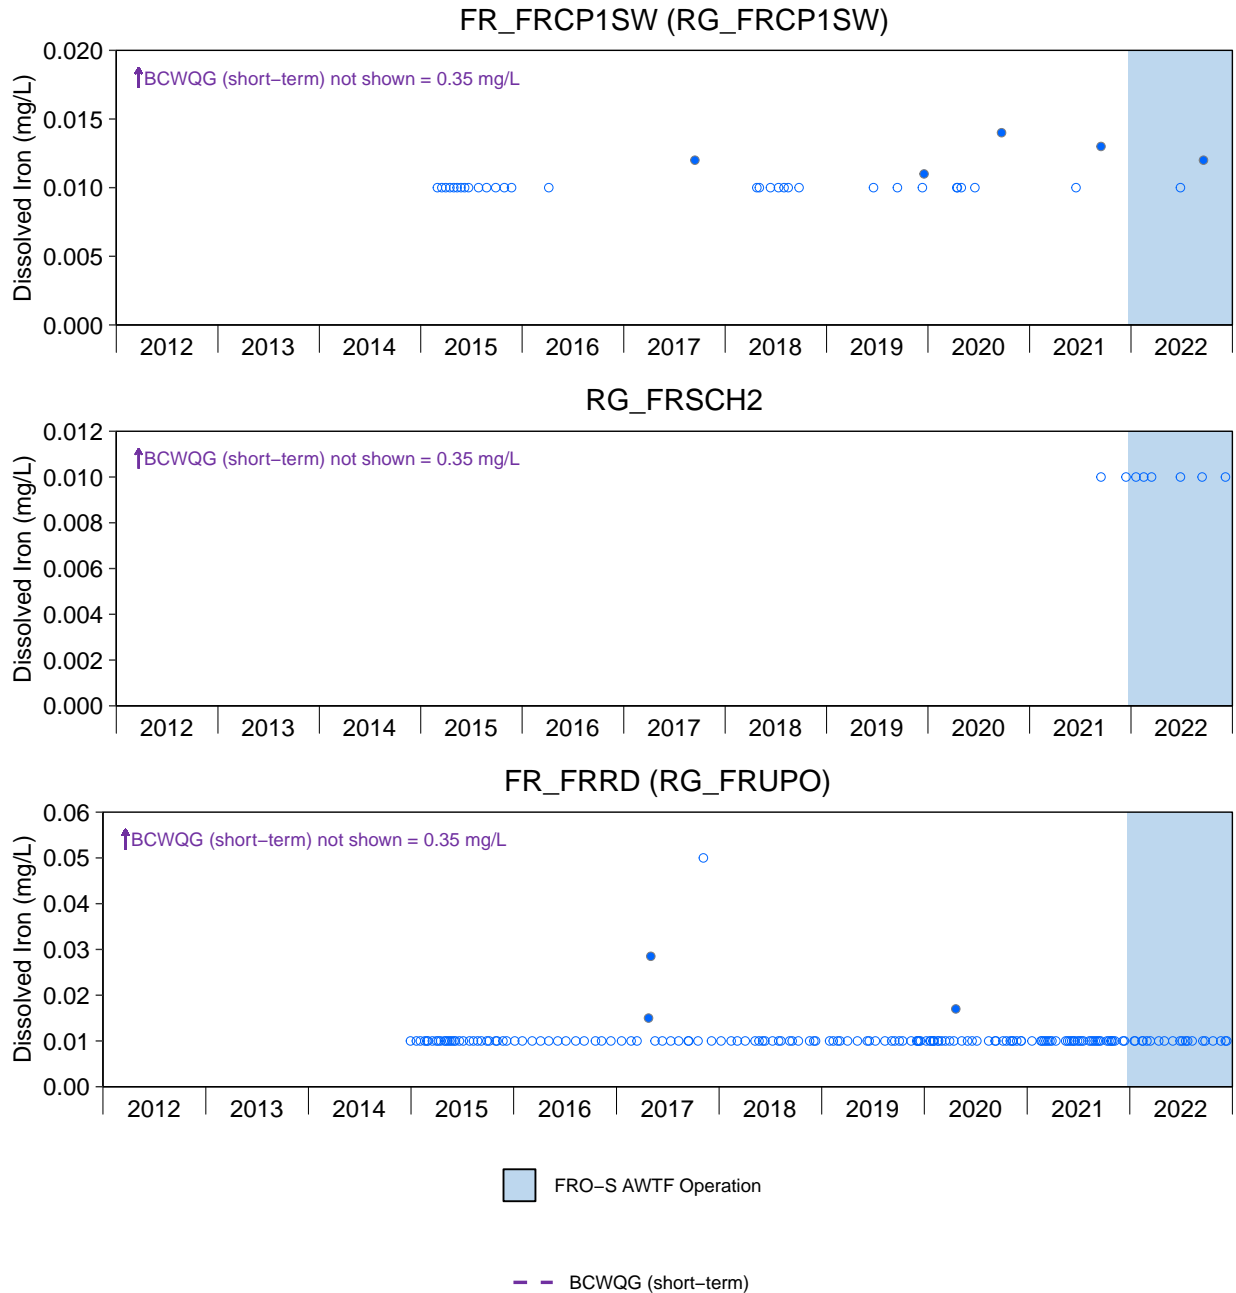 FR_FRCP1SW (RG_FRCP1SW)
Dissolved Iron (mg/L)
0.020
0.015
0.010
0.005
0.000
BCWQG (short−term) not shown = 0.35 mg/L
2012 2013 2014 2015 2016 2017 2018 2019 2020 2021 2022
RG_FRSCH2
Dissolved Iron (mg/L)
0.012
0.010
0.008
0.006
0.004
0.002
0.000
BCWQG (short−term) not shown = 0.35 mg/L
2012 2013 2014 2015 2016 2017 2018 2019 2020 2021 2022
FR_FRRD (RG_FRUPO)
Dissolved Iron (mg/L)
0.06
0.05
0.04
0.03
0.02
0.01
0.00
BCWQG (short−term) not shown = 0.35 mg/L
2012 2013 2014 2015 2016 2017 2018 2019 2020 2021 2022
FRO−S AWTF Operation
BCWQG (short−term)